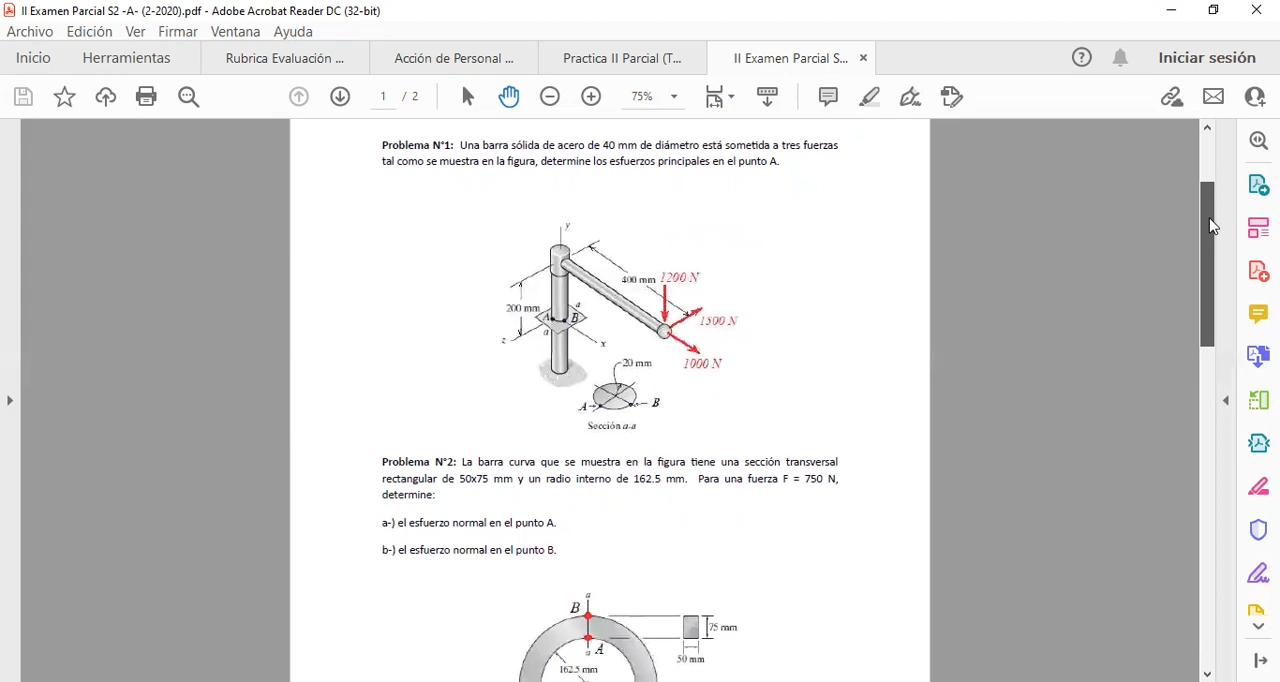 II Examen Parcial S2 -A- (2-2020).pdf - Adobe Acrobat Reader DC (32-bit)
Archivo Edición Ver Firmar Ventana Ayuda
Inicio Herramientas Rubrica Evaluación ... Acción de Personal ... Practica II Parcial (T... II Examen Parcial S... × Iniciar sesión
1 / 2 75%
Problema N°1: Una barra sólida de acero de 40 mm de diámetro está sometida a tres fuerzas
tal como se muestra en la figura, determine los esfuerzos principales en el punto A.
y
400 mm 1200 N
200 mm a
A B 1500 N
a
z x
20 mm 1000 N
A B
Sección a-a
Problema N°2: La barra curva que se muestra en la figura tiene una sección transversal
rectangular de 50x75 mm y un radio interno de 162.5 mm. Para una fuerza F = 750 N,
determine:
a-) el esfuerzo normal en el punto A.
b-) el esfuerzo normal en el punto B.
a
B
75 mm
a A
50 mm
162.5 mm